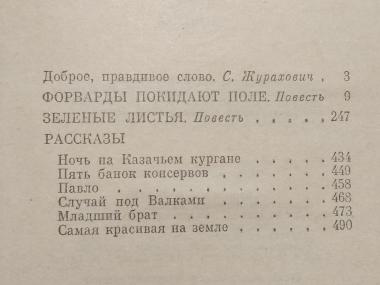 Доброе, правдивое слово. С. Журахович , 3
ФОРВАРДЫ ПОКИДАЮТ ПОЛЕ. Повесть 9
ЗЕЛЕНЫЕ ЛИСТЬЯ. Повесть , . . . . 247
РАССКАЗЫ
Ночь на Казачьем кургане . . . . . 434
Пять банок консервов . . . . . . 449
Павло . . . . . . . . . . 458
Случай под Валками . . . . . . 468
Младший брат . . . . . . . . 473
Самая красивая на земле . . . . . 490